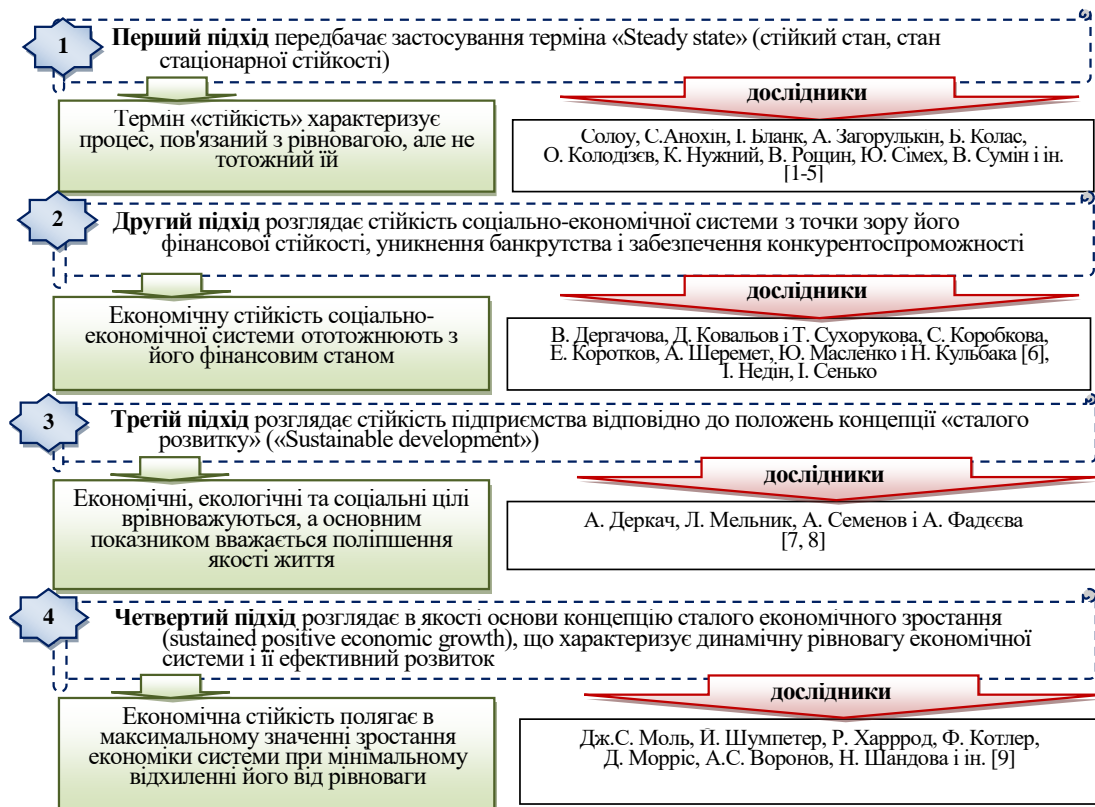 1
Перший підхід передбачає застосування терміна «Steady state» (стійкий стан, стан
стаціонарної стійкості)
Термін «стійкість» характеризує
процес, пов'язаний з рівновагою, але не
тотожний їй
дослідники
Солоу, С.Анохін, І. Бланк, А. Загорулькін, Б. Колас,
О. Колодізєв, К. Нужний, В. Рощин, Ю. Сімех, В. Сумін і ін.
[1-5]
2
Другий підхід розглядає стійкість соціально-економічної системи з точки зору його
фінансової стійкості, уникнення банкрутства і забезпечення конкурентоспроможності
Економічну стійкість соціально-
економічної системи ототожнюють з
його фінансовим станом
дослідники
В. Дергачова, Д. Ковальов і Т. Сухорукова, С. Коробкова,
Е. Коротков, А. Шеремет, Ю. Масленко і Н. Кульбака [6],
І. Недін, І. Сенько
3
Третій підхід розглядає стійкість підприємства відповідно до положень концепції «сталого
розвитку» («Sustainable development»)
Економічні, екологічні та соціальні цілі
врівноважуються, а основним
показником вважається поліпшення
якості життя
дослідники
А. Деркач, Л. Мельник, А. Семенов і А. Фадєєва
[7, 8]
4
Четвертий підхід розглядає в якості основи концепцію сталого економічного зростання
(sustained positive economic growth), що характеризує динамічну рівновагу економічної
системи і її ефективний розвиток
Економічна стійкість полягає в
максимальному значенні зростання
економіки системи при мінімальному
відхиленні його від рівноваги
дослідники
Дж.С. Моль, Й. Шумпетер, Р. Харррод, Ф. Котлер,
Д. Морріс, А.С. Воронов, Н. Шандова і ін. [9]